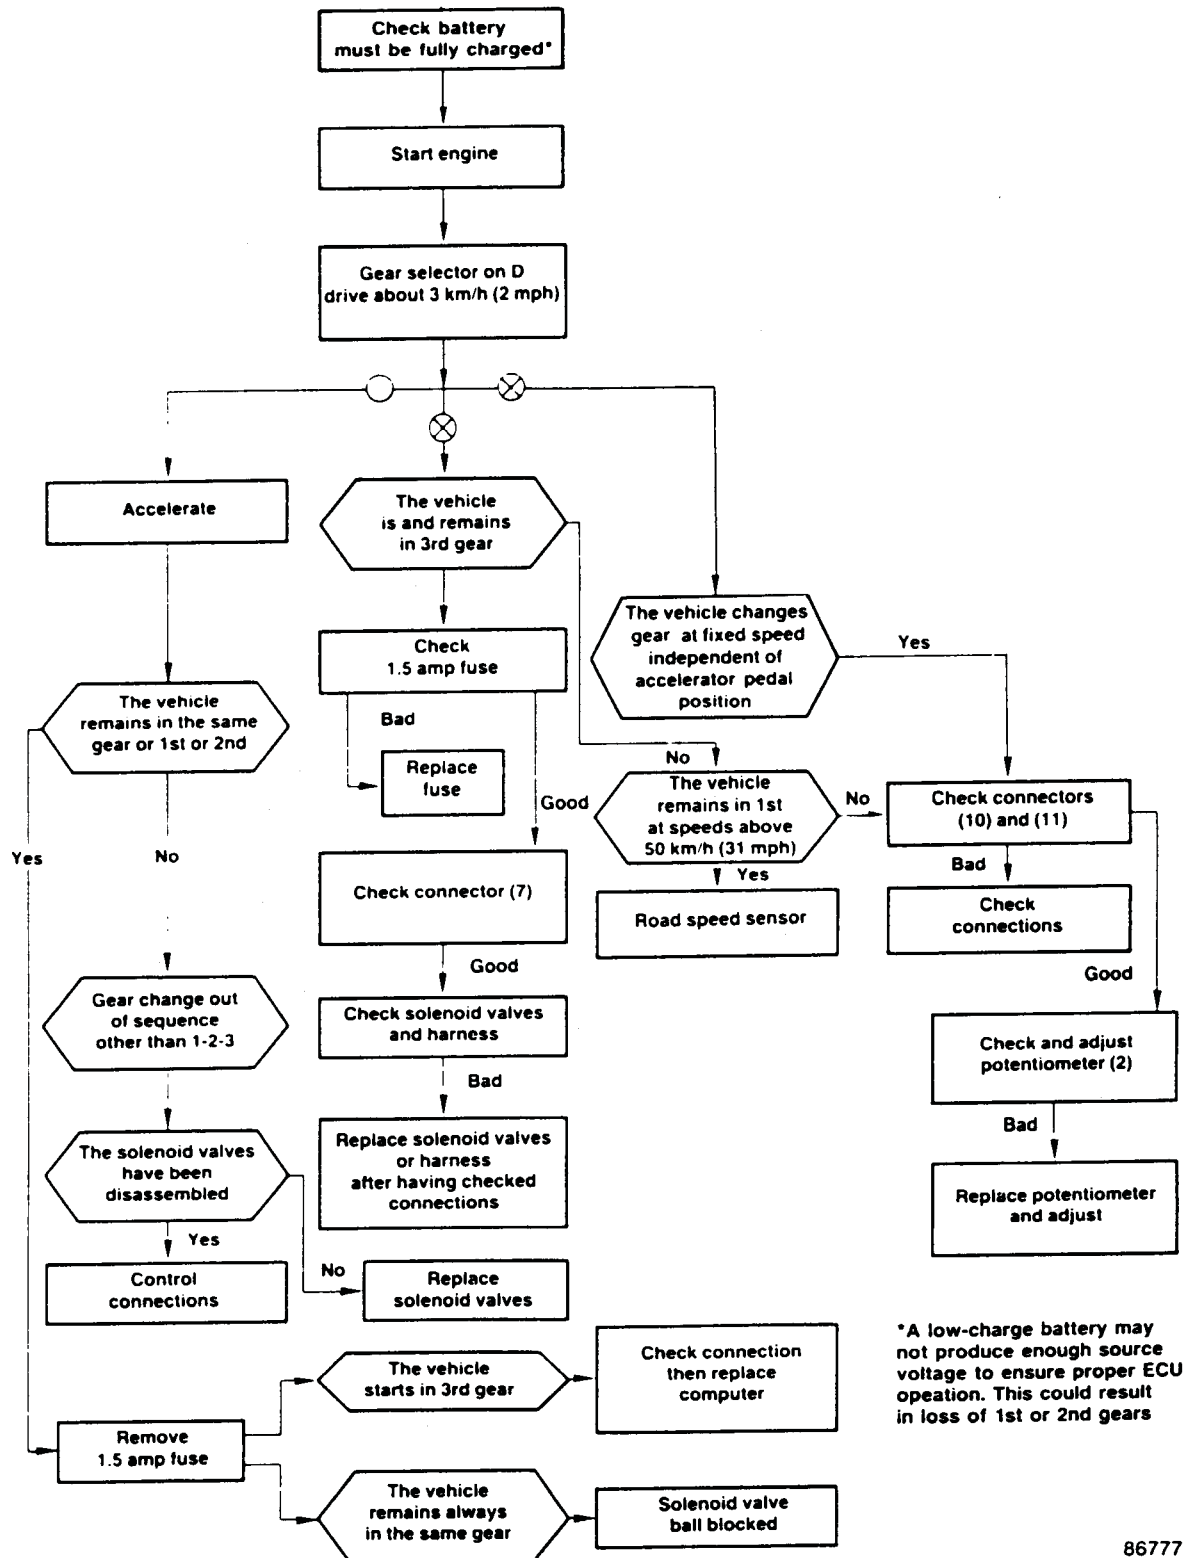 Check battery
must be fully charged*
Start engine
Gear selector on D
drive about 3 km/h (2 mph)
Accelerate
The vehicle
is and remains
in 3rd gear
The vehicle changes
gear at fixed speed
independent of
accelerator pedal
position
Yes
Check
1.5 amp fuse
The vehicle
remains in the same
gear or 1st or 2nd
Bad
Replace
fuse
Good
No
The vehicle
remains in 1st
at speeds above
50 km/h (31 mph)
No
Check connectors
(10) and (11)
Yes
No
Yes
Bad
Check connector (7)
Road speed sensor
Check
connections
Good
Good
Gear change out
of sequence
other than 1-2-3
Check solenoid valves
and harness
Check and adjust
potentiometer (2)
Bad
Bad
The solenoid valves
have been
disassembled
Replace solenoid valves
or harness
after having checked
connections
Replace potentiometer
and adjust
Yes
No
Control
connections
Replace
solenoid valves
*A low-charge battery may
not produce enough source
voltage to ensure proper ECU
opeation. This could result
in loss of 1st or 2nd gears
The vehicle
starts in 3rd gear
Check connection
then replace
computer
Remove
1.5 amp fuse
The vehicle
remains always
in the same gear
Solenoid valve
ball blocked
86777